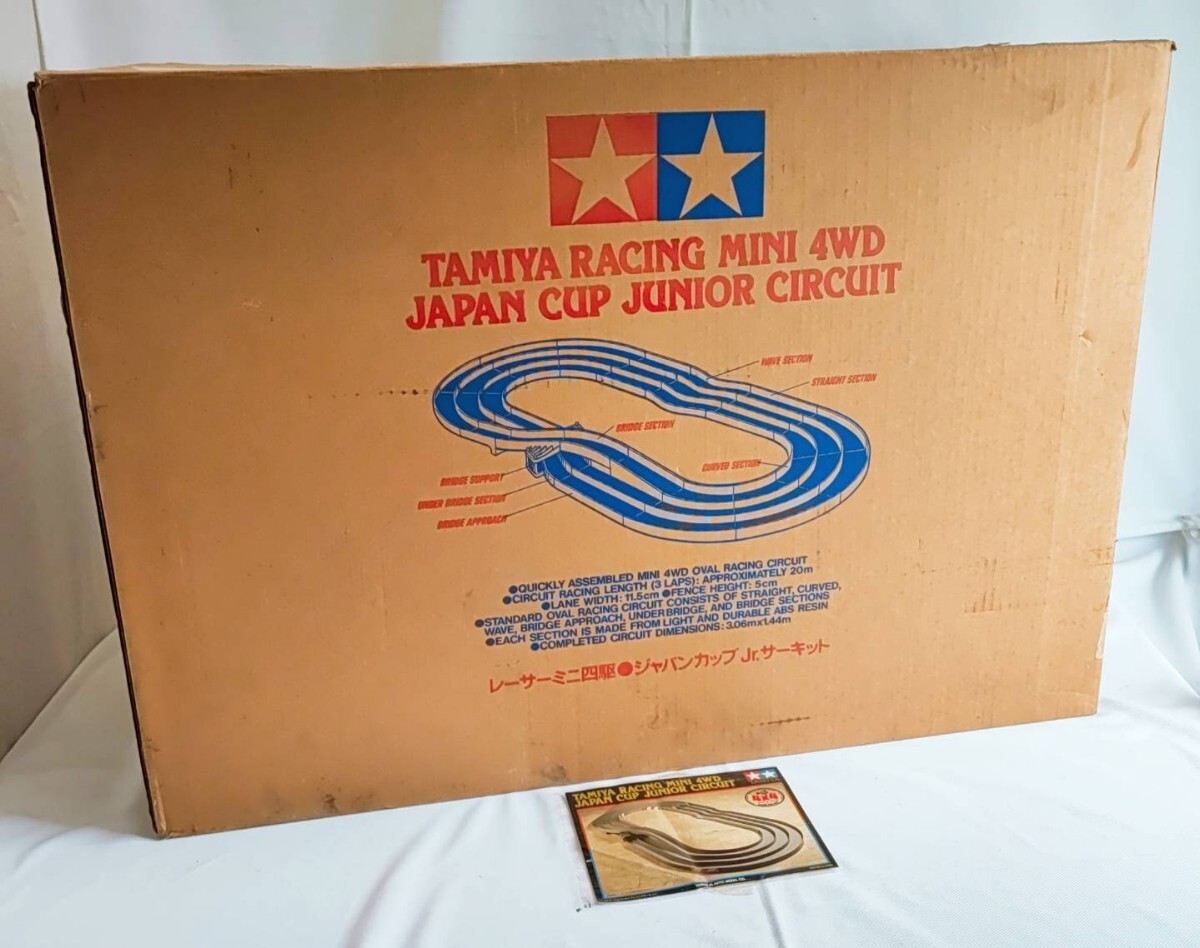 TAMIYA RACING MINI 4WD
JAPAN CUP JUNIOR CIRCUIT
WAVE SECTION
STRAIGHT SECTION
BRIDGE SECTION
CURVED SECTION
BRIDGE SUPPORT
UNDER BRIDGE SECTION
BRIDGE APPROACH
●QUICKLY ASSEMBLED MINI 4WD OVAL RACING CIRCUIT
●CIRCUIT RACING LENGTH (3 LAPS): APPROXIMATELY 20m
●LANE WIDTH: 11.5cm ●FENCE HEIGHT: 5cm
●STANDARD OVAL RACING CIRCUIT CONSISTS OF STRAIGHT, CURVED,
WAVE, BRIDGE APPROACH, UNDERBRIDGE, AND BRIDGE SECTIONS
●EACH SECTION IS MADE FROM LIGHT AND DURABLE ABS RESIN
●COMPLETED CIRCUIT DIMENSIONS: 3.06m×1.44m
レーサーミニ四駆●ジャパンカップJr.サーキット
TAMIYA RACING MINI 4WD
JAPAN CUP JUNIOR CIRCUIT
4x4